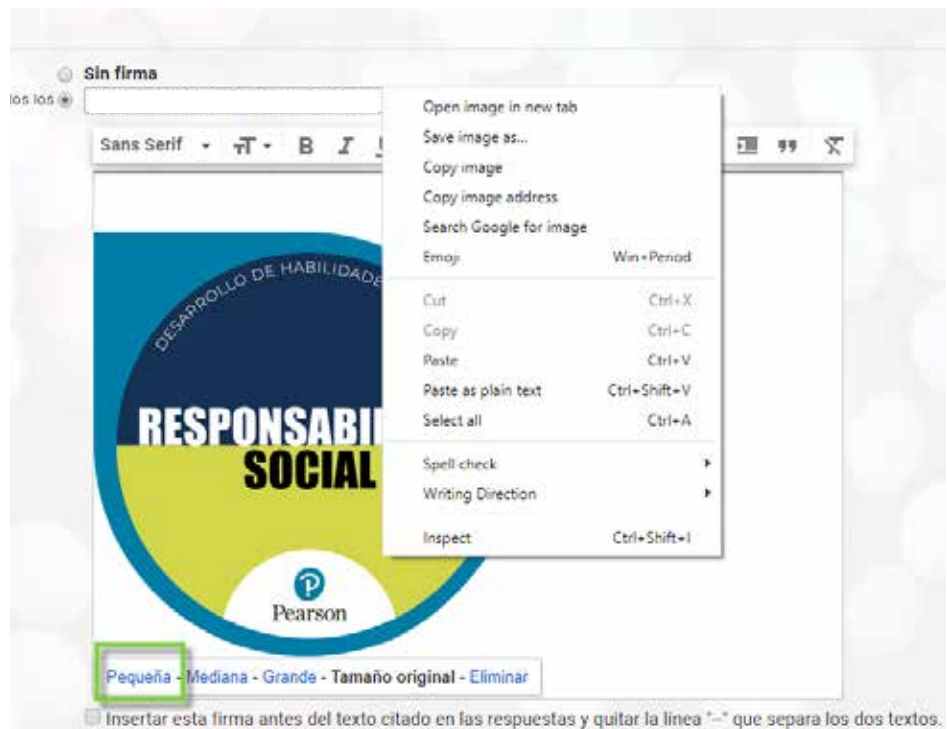 Sin firma
los los
Sans Serif B I
Open image in new tab
Save image as...
Copy image
Copy image address
Search Google for image
Emoji Win+Period
Cut Ctrl+X
Copy Ctrl+C
Paste Ctrl+V
Paste as plain text Ctrl+Shift+V
Select all Ctrl+A
Spell-check
Writing Direction
Inspect Ctrl+Shift+I
DESARROLLO DE HABILIDADE
RESPONSABI
SOCIAL
Pearson
Pequeña - Mediana - Grande - Tamaño original - Eliminar
Insertar esta firma antes del texto citado en las respuestas y quitar la línea "--" que separa los dos textos.